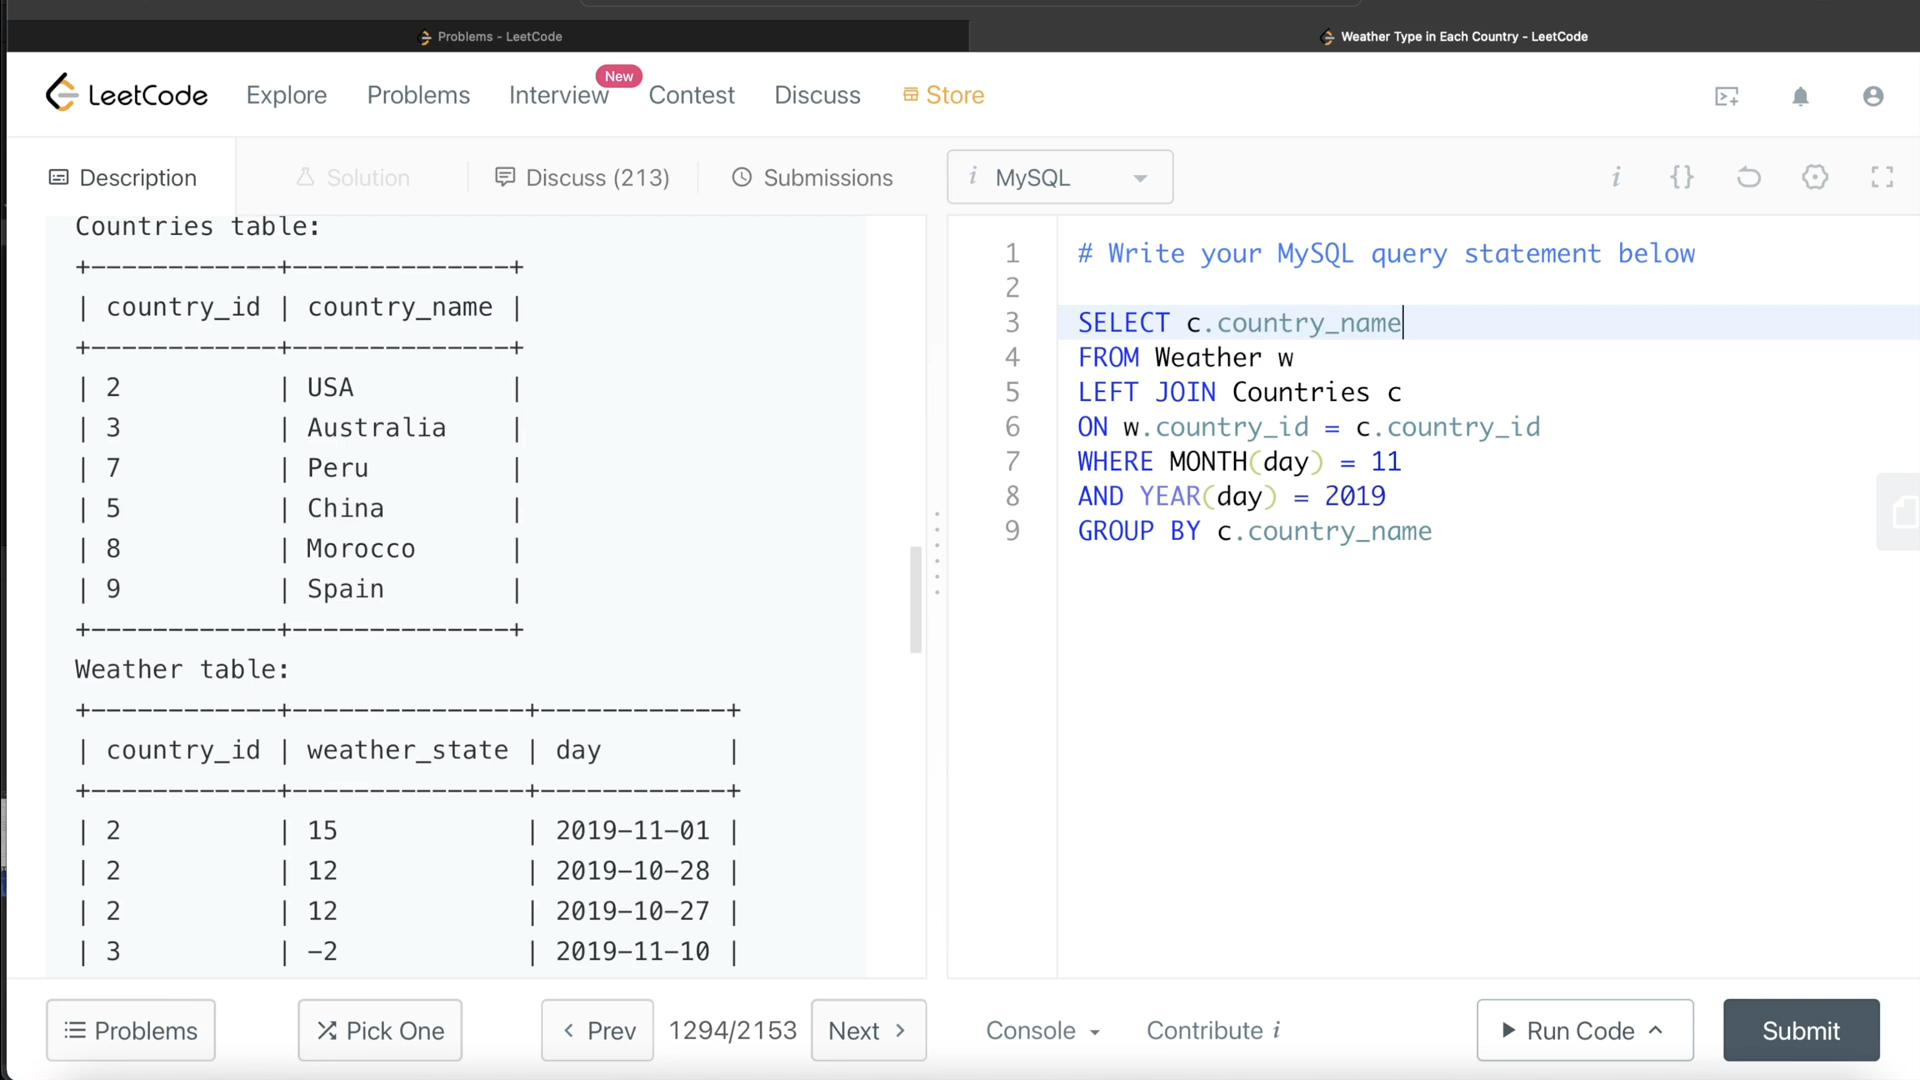 Problems - LeetCode
Weather Type in Each Country - LeetCode
LeetCode Explore Problems Interview New Contest Discuss Store
Description Solution Discuss (213) Submissions
i MySQL i {}
Countries table:
+------------+--------------+
| country_id | country_name |
+------------+--------------+
| 2          | USA          |
| 3          | Australia    |
| 7          | Peru         |
| 5          | China        |
| 8          | Morocco      |
| 9          | Spain        |
+------------+--------------+
Weather table:
+------------+---------------+------------+
| country_id | weather_state | day        |
+------------+---------------+------------+
| 2          | 15            | 2019-11-01 |
| 2          | 12            | 2019-10-28 |
| 2          | 12            | 2019-10-27 |
| 3          | -2            | 2019-11-10 |
1 # Write your MySQL query statement below
2
3 SELECT c.country_name
4 FROM Weather w
5 LEFT JOIN Countries c
6 ON w.country_id = c.country_id
7 WHERE MONTH(day) = 11
8 AND YEAR(day) = 2019
9 GROUP BY c.country_name
Problems Pick One < Prev 1294/2153 Next > Console Contribute i Run Code Submit